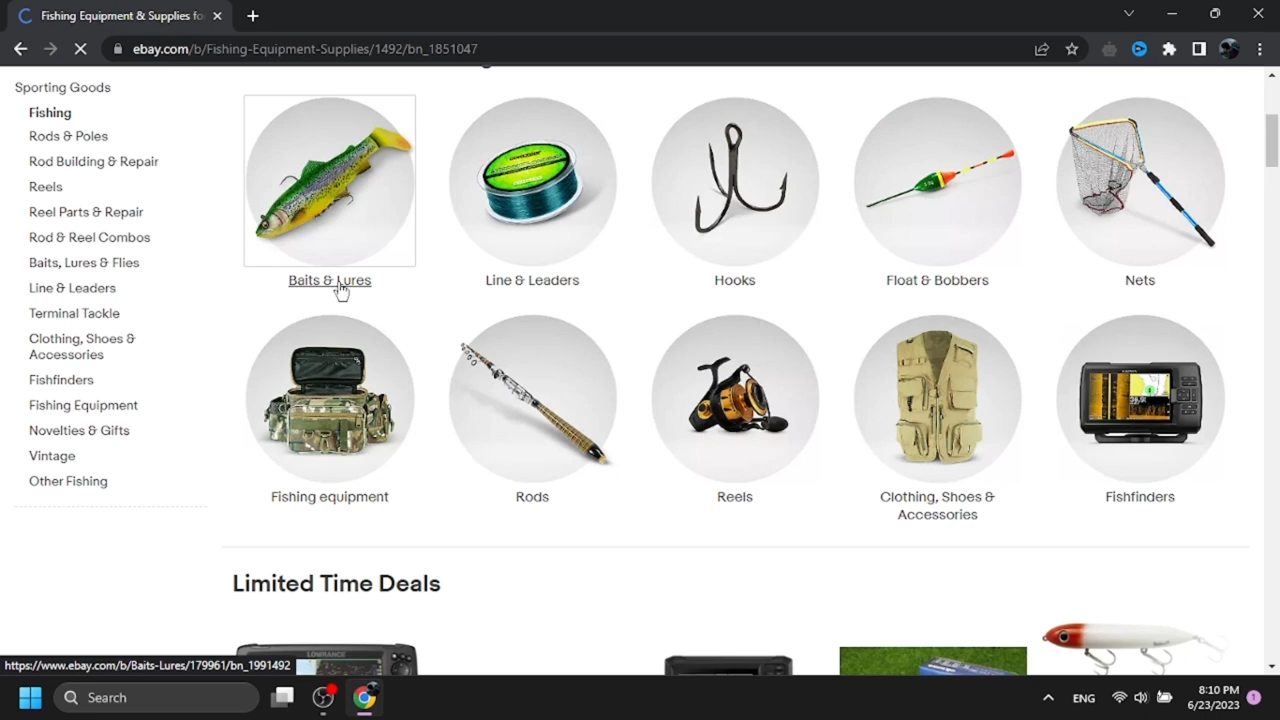 Fishing Equipment & Supplies fo
ebay.com/b/Fishing-Equipment-Supplies/1492/bn_1851047
Sporting Goods
Fishing
Rods & Poles
Rod Building & Repair
Reels
Reel Parts & Repair
Rod & Reel Combos
Baits, Lures & Flies
Line & Leaders
Terminal Tackle
Clothing, Shoes &
Accessories
Fishfinders
Fishing Equipment
Novelties & Gifts
Vintage
Other Fishing
Baits & Lures
Line & Leaders
Hooks
Float & Bobbers
Nets
Fishing equipment
Rods
Reels
Clothing, Shoes &
Accessories
Fishfinders
Limited Time Deals
LOWRANCE
https://www.ebay.com/b/Baits-Lures/179961/bn_1991492
Search
ENG
8:10 PM
6/23/2023
1